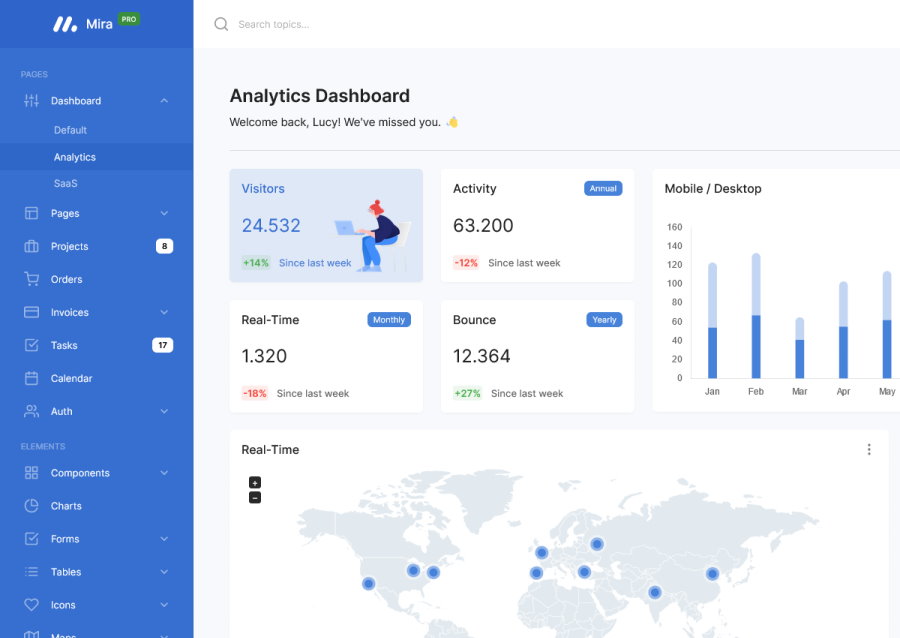 Mira PRO
Search topics...
PAGES
Dashboard
Default
Analytics
SaaS
Pages
Projects 8
Orders
Invoices
Tasks 17
Calendar
Auth
ELEMENTS
Components
Charts
Forms
Tables
Icons
Maps
Analytics Dashboard
Welcome back, Lucy! We've missed you.
Visitors
24.532
+14% Since last week
Activity Annual
63.200
-12% Since last week
Real-Time Monthly
1.320
-18% Since last week
Bounce Yearly
12.364
+27% Since last week
Mobile / Desktop
160
140
120
100
80
60
40
20
0
Jan Feb Mar Apr May
Real-Time
+
−